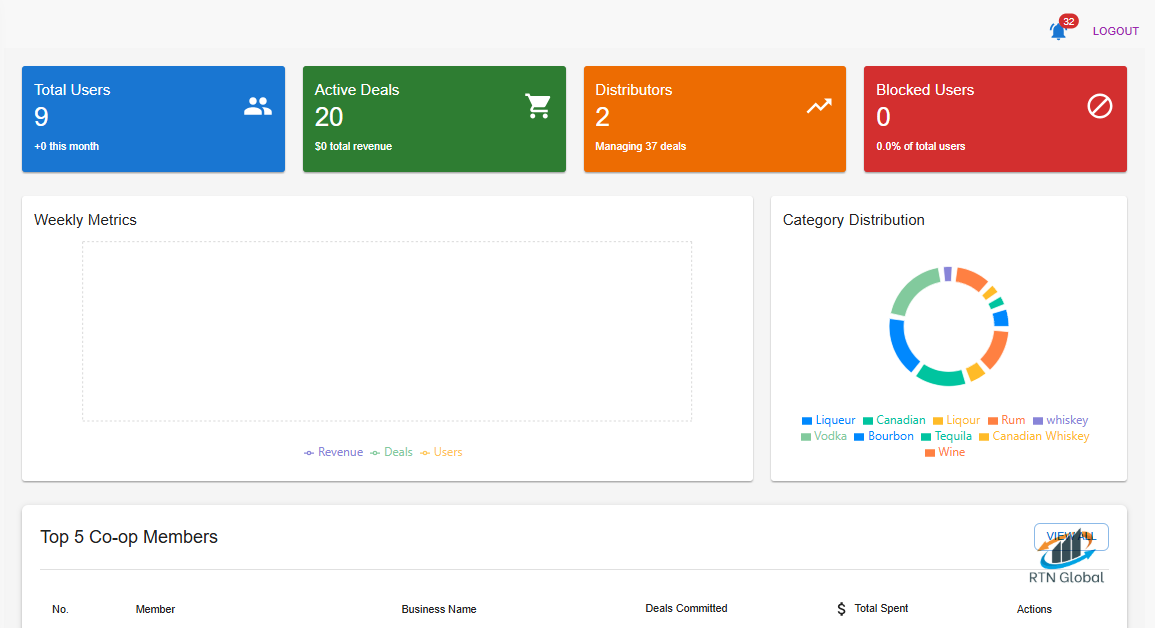 32
LOGOUT
Total Users
9
+0 this month
Active Deals
20
$0 total revenue
Distributors
2
Managing 37 deals
Blocked Users
0
0.0% of total users
Weekly Metrics
Revenue Deals Users
Category Distribution
Liqueur Canadian Liqour Rum whiskey
Vodka Bourbon Tequila Canadian Whiskey
Wine
Top 5 Co-op Members
VIEW ALL
RTN Global
No. Member Business Name Deals Committed $ Total Spent Actions